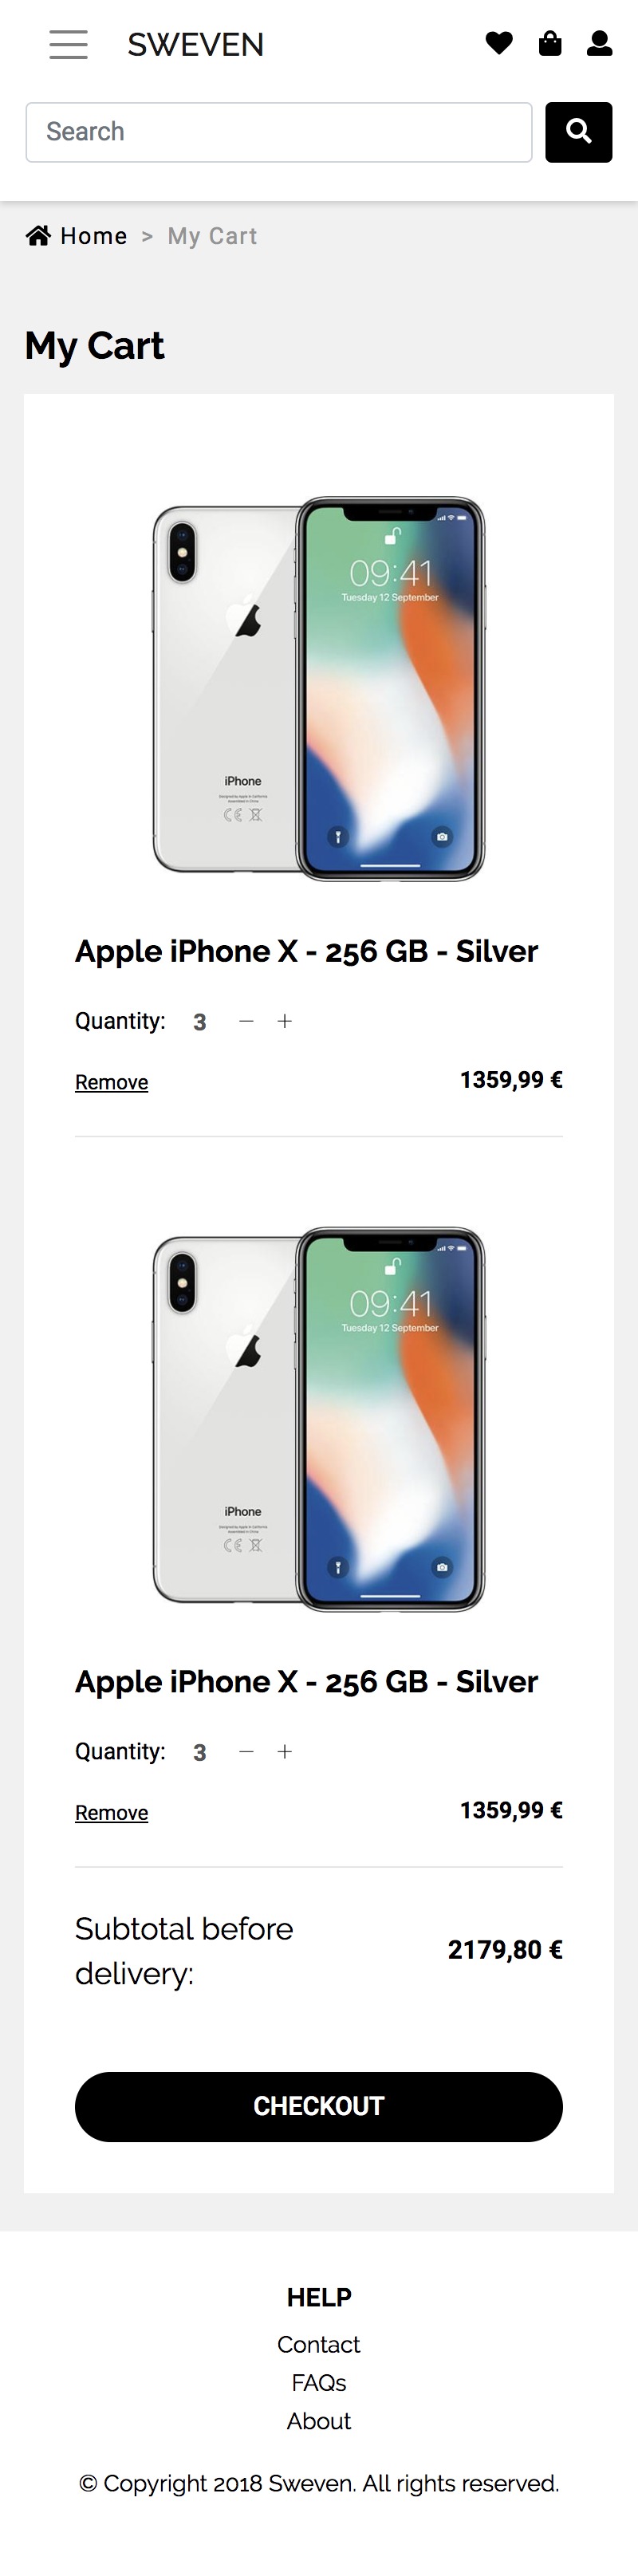 SWEVEN
Search
Home > My Cart
My Cart
09:41
Tuesday 12 September
iPhone
Apple iPhone X - 256 GB - Silver
Quantity: 3 − +
Remove 1359,99 €
09:41
Tuesday 12 September
iPhone
Apple iPhone X - 256 GB - Silver
Quantity: 3 − +
Remove 1359,99 €
Subtotal before
delivery:
2179,80 €
CHECKOUT
HELP
Contact
FAQs
About
© Copyright 2018 Sweven. All rights reserved.